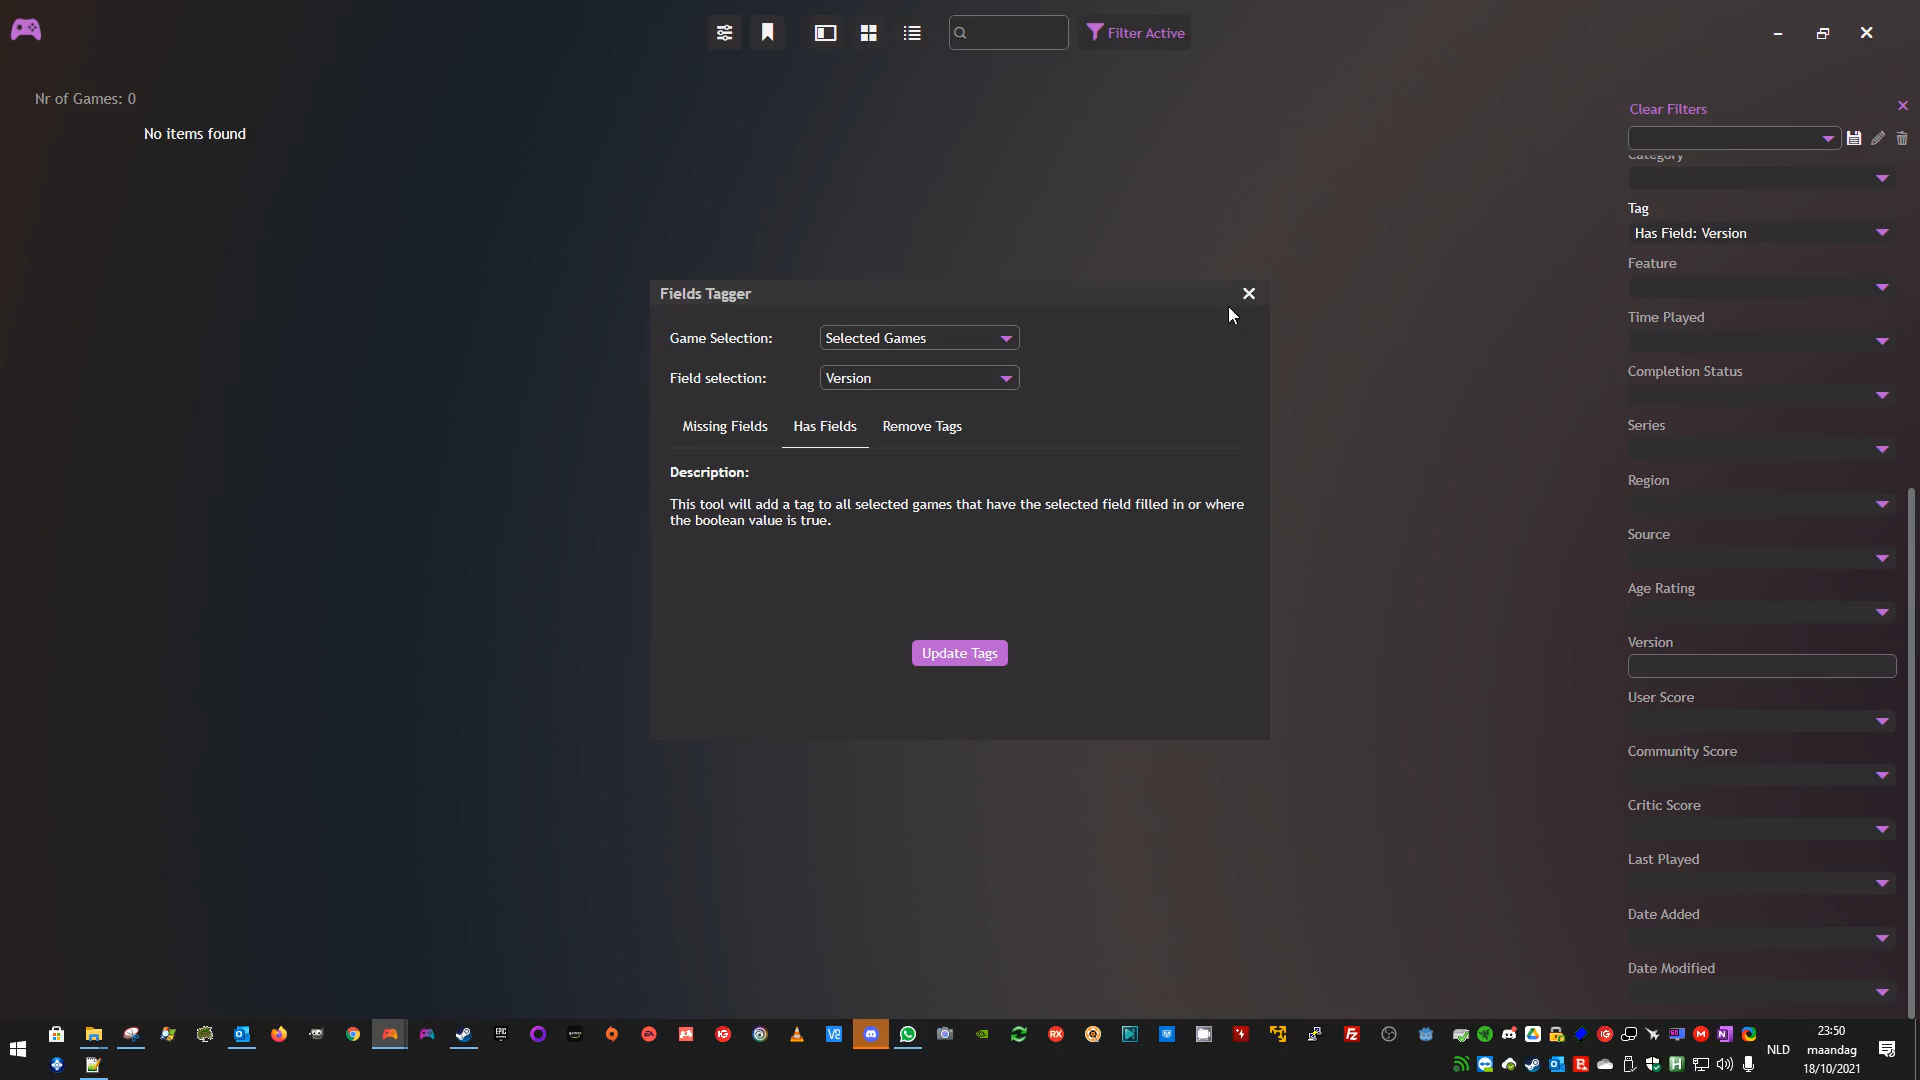 Filter Active
Nr of Games: 0
No items found
Clear Filters
Category
Tag
Has Field: Version
Feature
Time Played
Completion Status
Series
Region
Source
Age Rating
Version
User Score
Community Score
Critic Score
Last Played
Date Added
Date Modified
Fields Tagger
Game Selection: Selected Games
Field selection: Version
Missing Fields Has Fields Remove Tags
Description:
This tool will add a tag to all selected games that have the selected field filled in or where
the boolean value is true.
Update Tags
NLD
23:50
maandag
18/10/2021